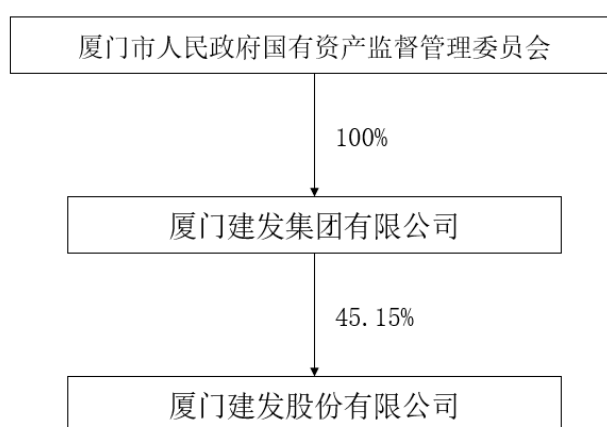 厦门市人民政府国有资产监督管理委员会
100%
厦门建发集团有限公司
45.15%
厦门建发股份有限公司